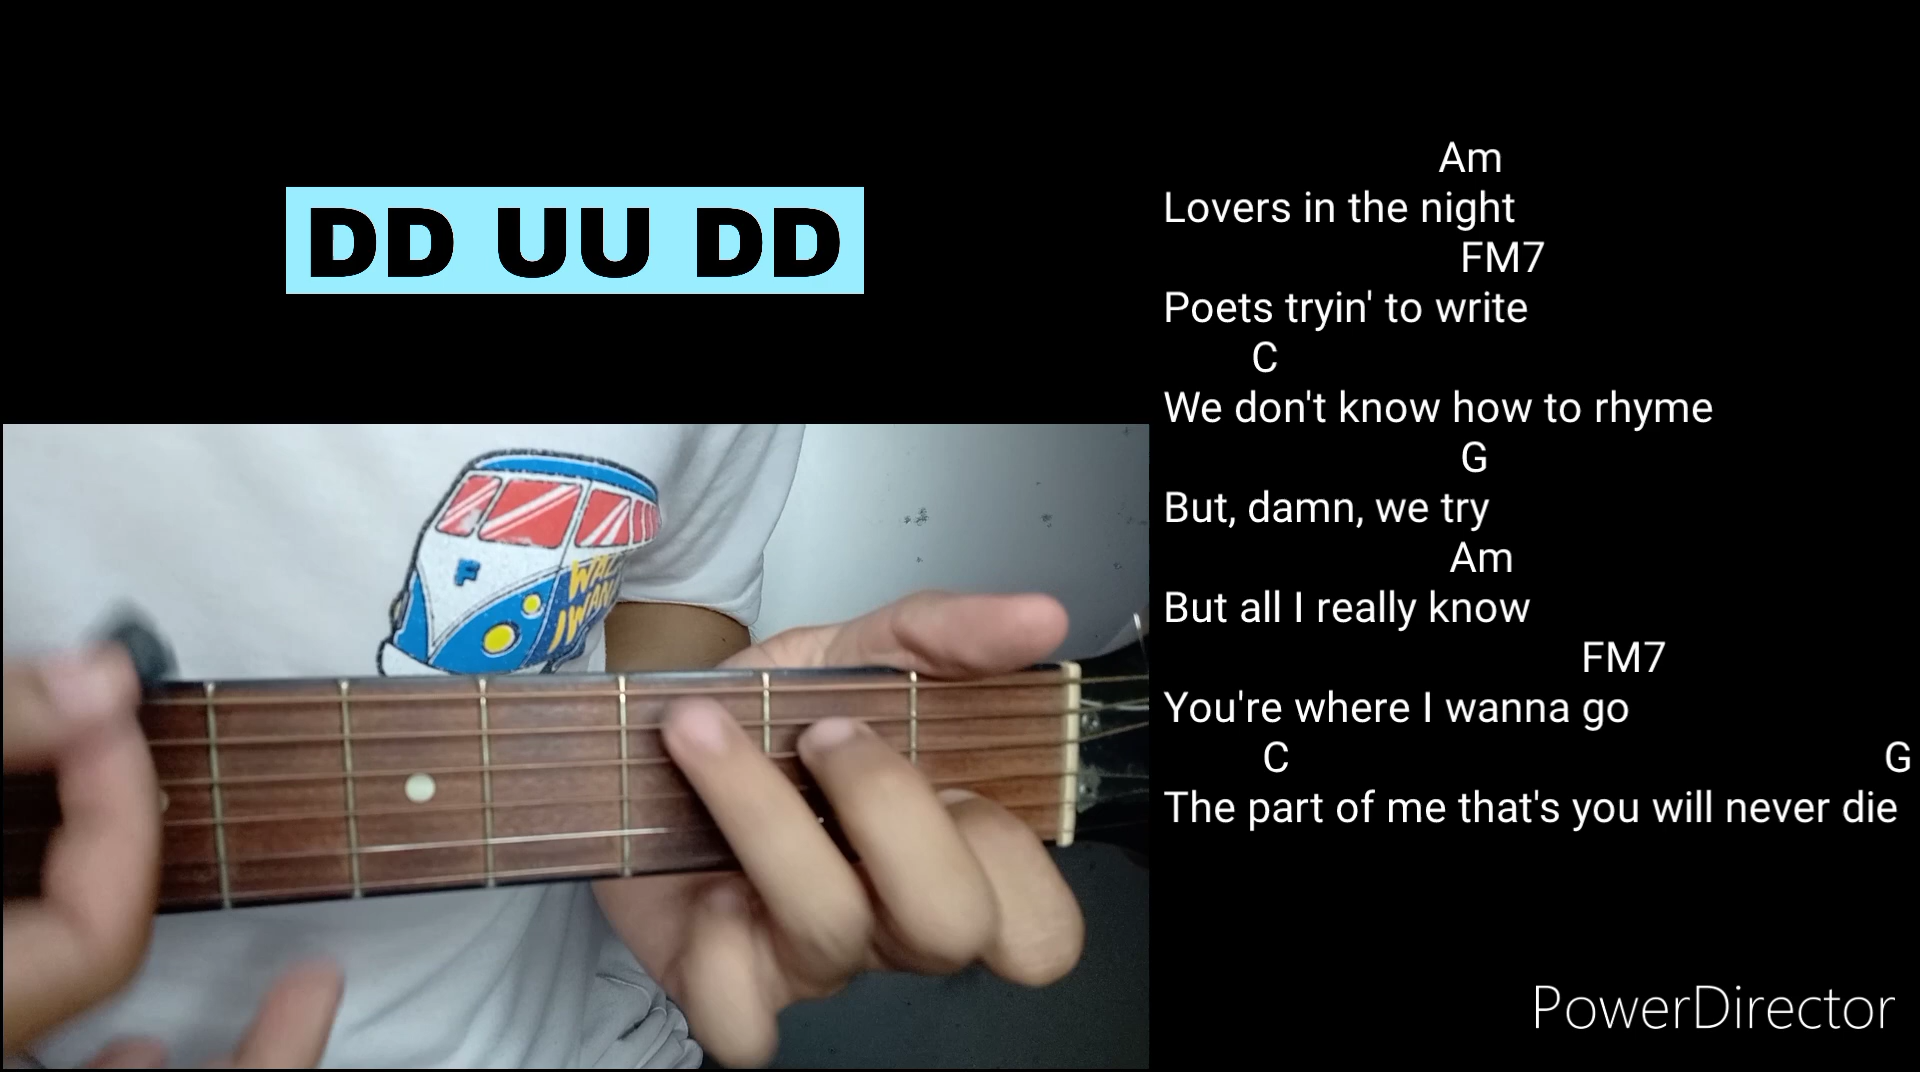 DD UU DD
Am
Lovers in the night
FM7
Poets tryin' to write
C
We don't know how to rhyme
G
But, damn, we try
Am
But all I really know
FM7
You're where I wanna go
C G
The part of me that's you will never die
F
PowerDirector